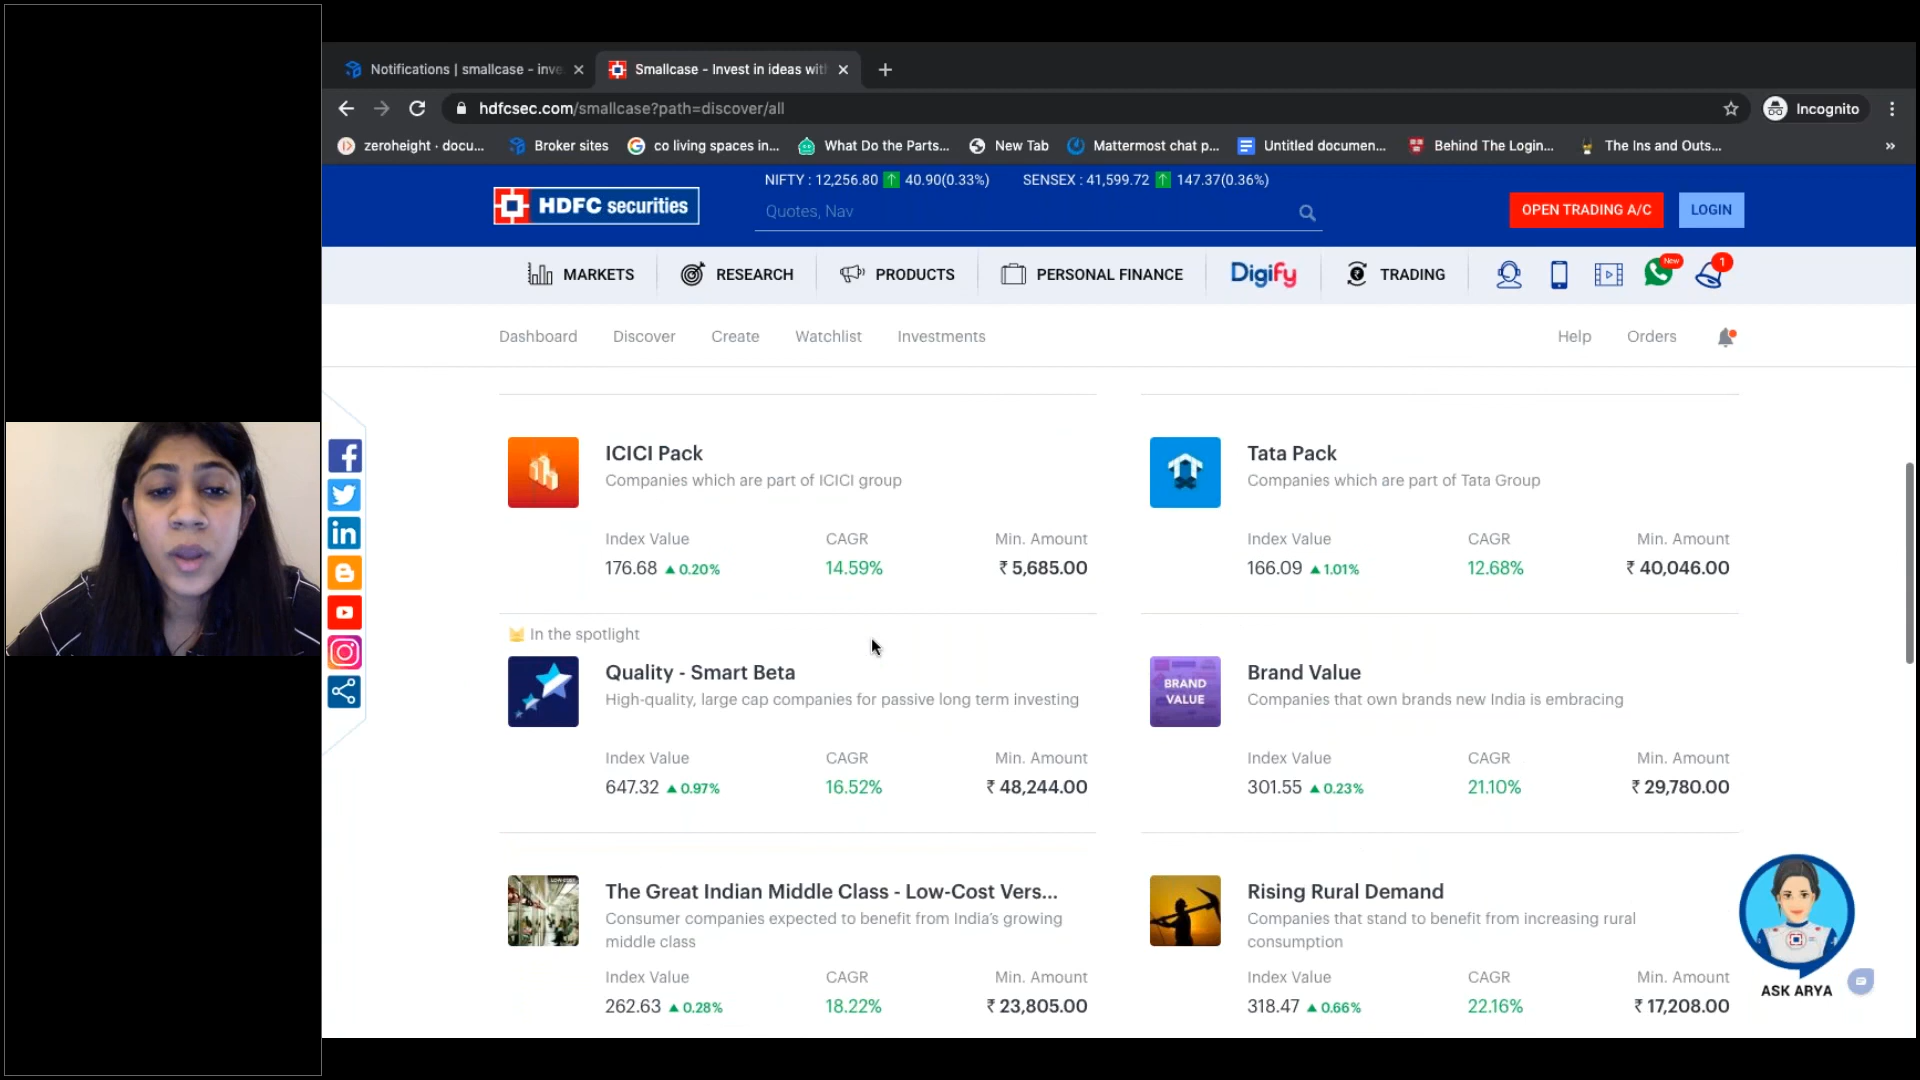 Notifications | smallcase - inve
Smallcase - Invest in ideas with
hdfcsec.com/smallcase?path=discover/all
Incognito
zeroheight · docu...
Broker sites
co living spaces in...
What Do the Parts...
New Tab
Mattermost chat p...
Untitled documen...
Behind The Login...
The Ins and Outs...
»
NIFTY : 12,256.80 40.90(0.33%) SENSEX : 41,599.72 147.37(0.36%)
HDFC securities
Quotes, Nav
OPEN TRADING A/C
LOGIN
MARKETS
RESEARCH
PRODUCTS
PERSONAL FINANCE
Digify
TRADING
New
1
Dashboard
Discover
Create
Watchlist
Investments
Help
Orders
ICICI Pack
Companies which are part of ICICI group
Index Value CAGR Min. Amount
176.68 ▲ 0.20% 14.59% ₹ 5,685.00
Tata Pack
Companies which are part of Tata Group
Index Value CAGR Min. Amount
166.09 ▲ 1.01% 12.68% ₹ 40,046.00
In the spotlight
Quality - Smart Beta
High-quality, large cap companies for passive long term investing
Index Value CAGR Min. Amount
647.32 ▲ 0.97% 16.52% ₹ 48,244.00
BRAND
VALUE
Brand Value
Companies that own brands new India is embracing
Index Value CAGR Min. Amount
301.55 ▲ 0.23% 21.10% ₹ 29,780.00
The Great Indian Middle Class - Low-Cost Vers...
Consumer companies expected to benefit from India's growing
middle class
Index Value CAGR Min. Amount
262.63 ▲ 0.28% 18.22% ₹ 23,805.00
Rising Rural Demand
Companies that stand to benefit from increasing rural
consumption
Index Value CAGR Min. Amount
318.47 ▲ 0.66% 22.16% ₹ 17,208.00
ASK ARYA